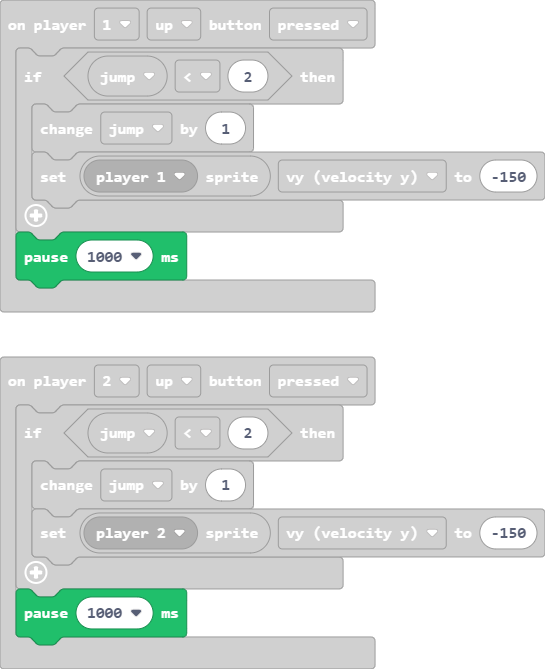 on player 1 up button pressed
if jump < 2 then
change jump by 1
set player 1 sprite vy (velocity y) to -150
pause 1000 ms
on player 2 up button pressed
if jump < 2 then
change jump by 1
set player 2 sprite vy (velocity y) to -150
pause 1000 ms